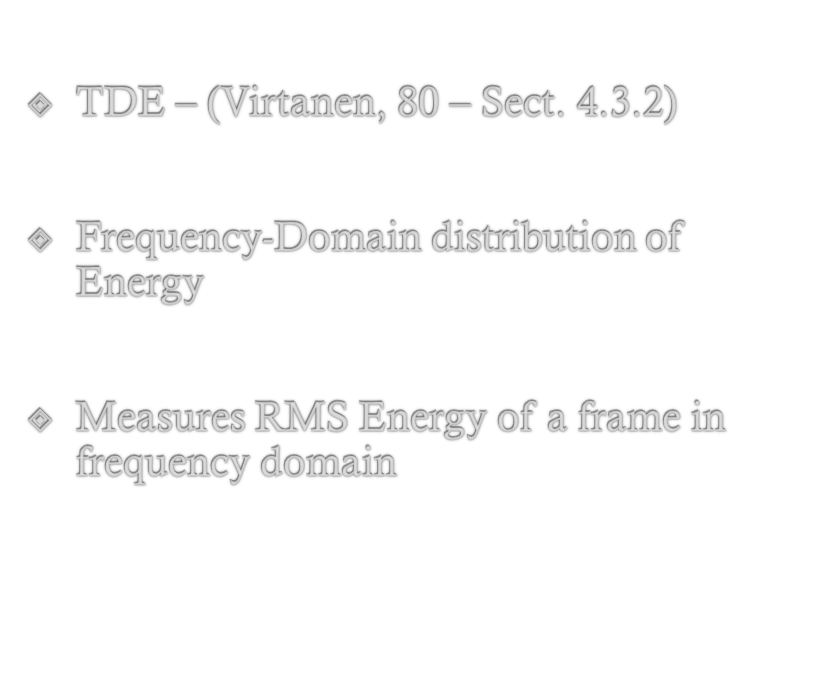 TDE – (Virtanen, 80 – Sect. 4.3.2)
Frequency-Domain distribution of
Energy
Measures RMS Energy of a frame in
frequency domain